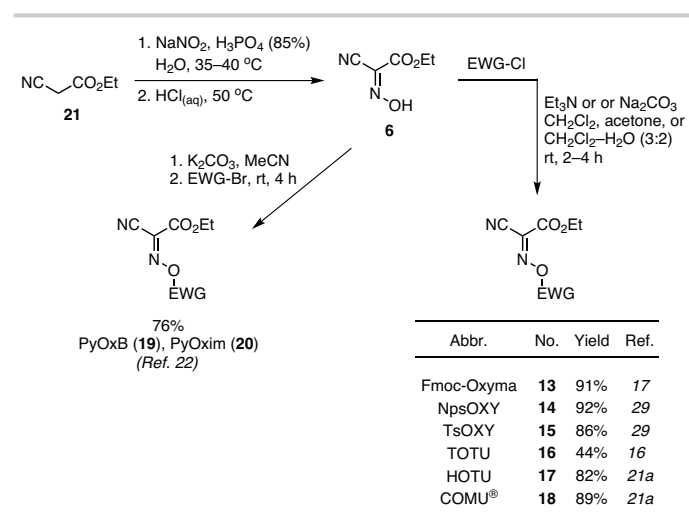 NC CO2Et
21
1. NaNO2, H3PO4 (85%)
H2O, 35–40 oC
2. HCl(aq), 50 oC
NC CO2Et
N
OH
6
EWG-Cl
Et3N or or Na2CO3
CH2Cl2, acetone, or
CH2Cl2–H2O (3:2)
rt, 2–4 h
1. K2CO3, MeCN
2. EWG-Br, rt, 4 h
NC CO2Et
N
O
EWG
76%
PyOxB (19), PyOxim (20)
(Ref. 22)
NC CO2Et
N
O
EWG
Abbr. No. Yield Ref.
Fmoc-Oxyma 13 91% 17
NpsOXY 14 92% 29
TsOXY 15 86% 29
TOTU 16 44% 16
HOTU 17 82% 21a
COMU® 18 89% 21a